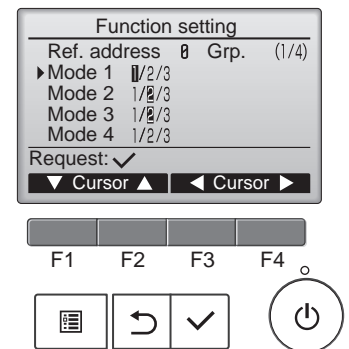 Function setting
Ref. address 0 Grp. (1/4)
Mode 1 1/2/3
Mode 2 1/2/3
Mode 3 1/2/3
Mode 4 1/2/3
Request:✓
▼ Cursor ▲ ◀ Cursor ▶
F1 F2 F3 F4